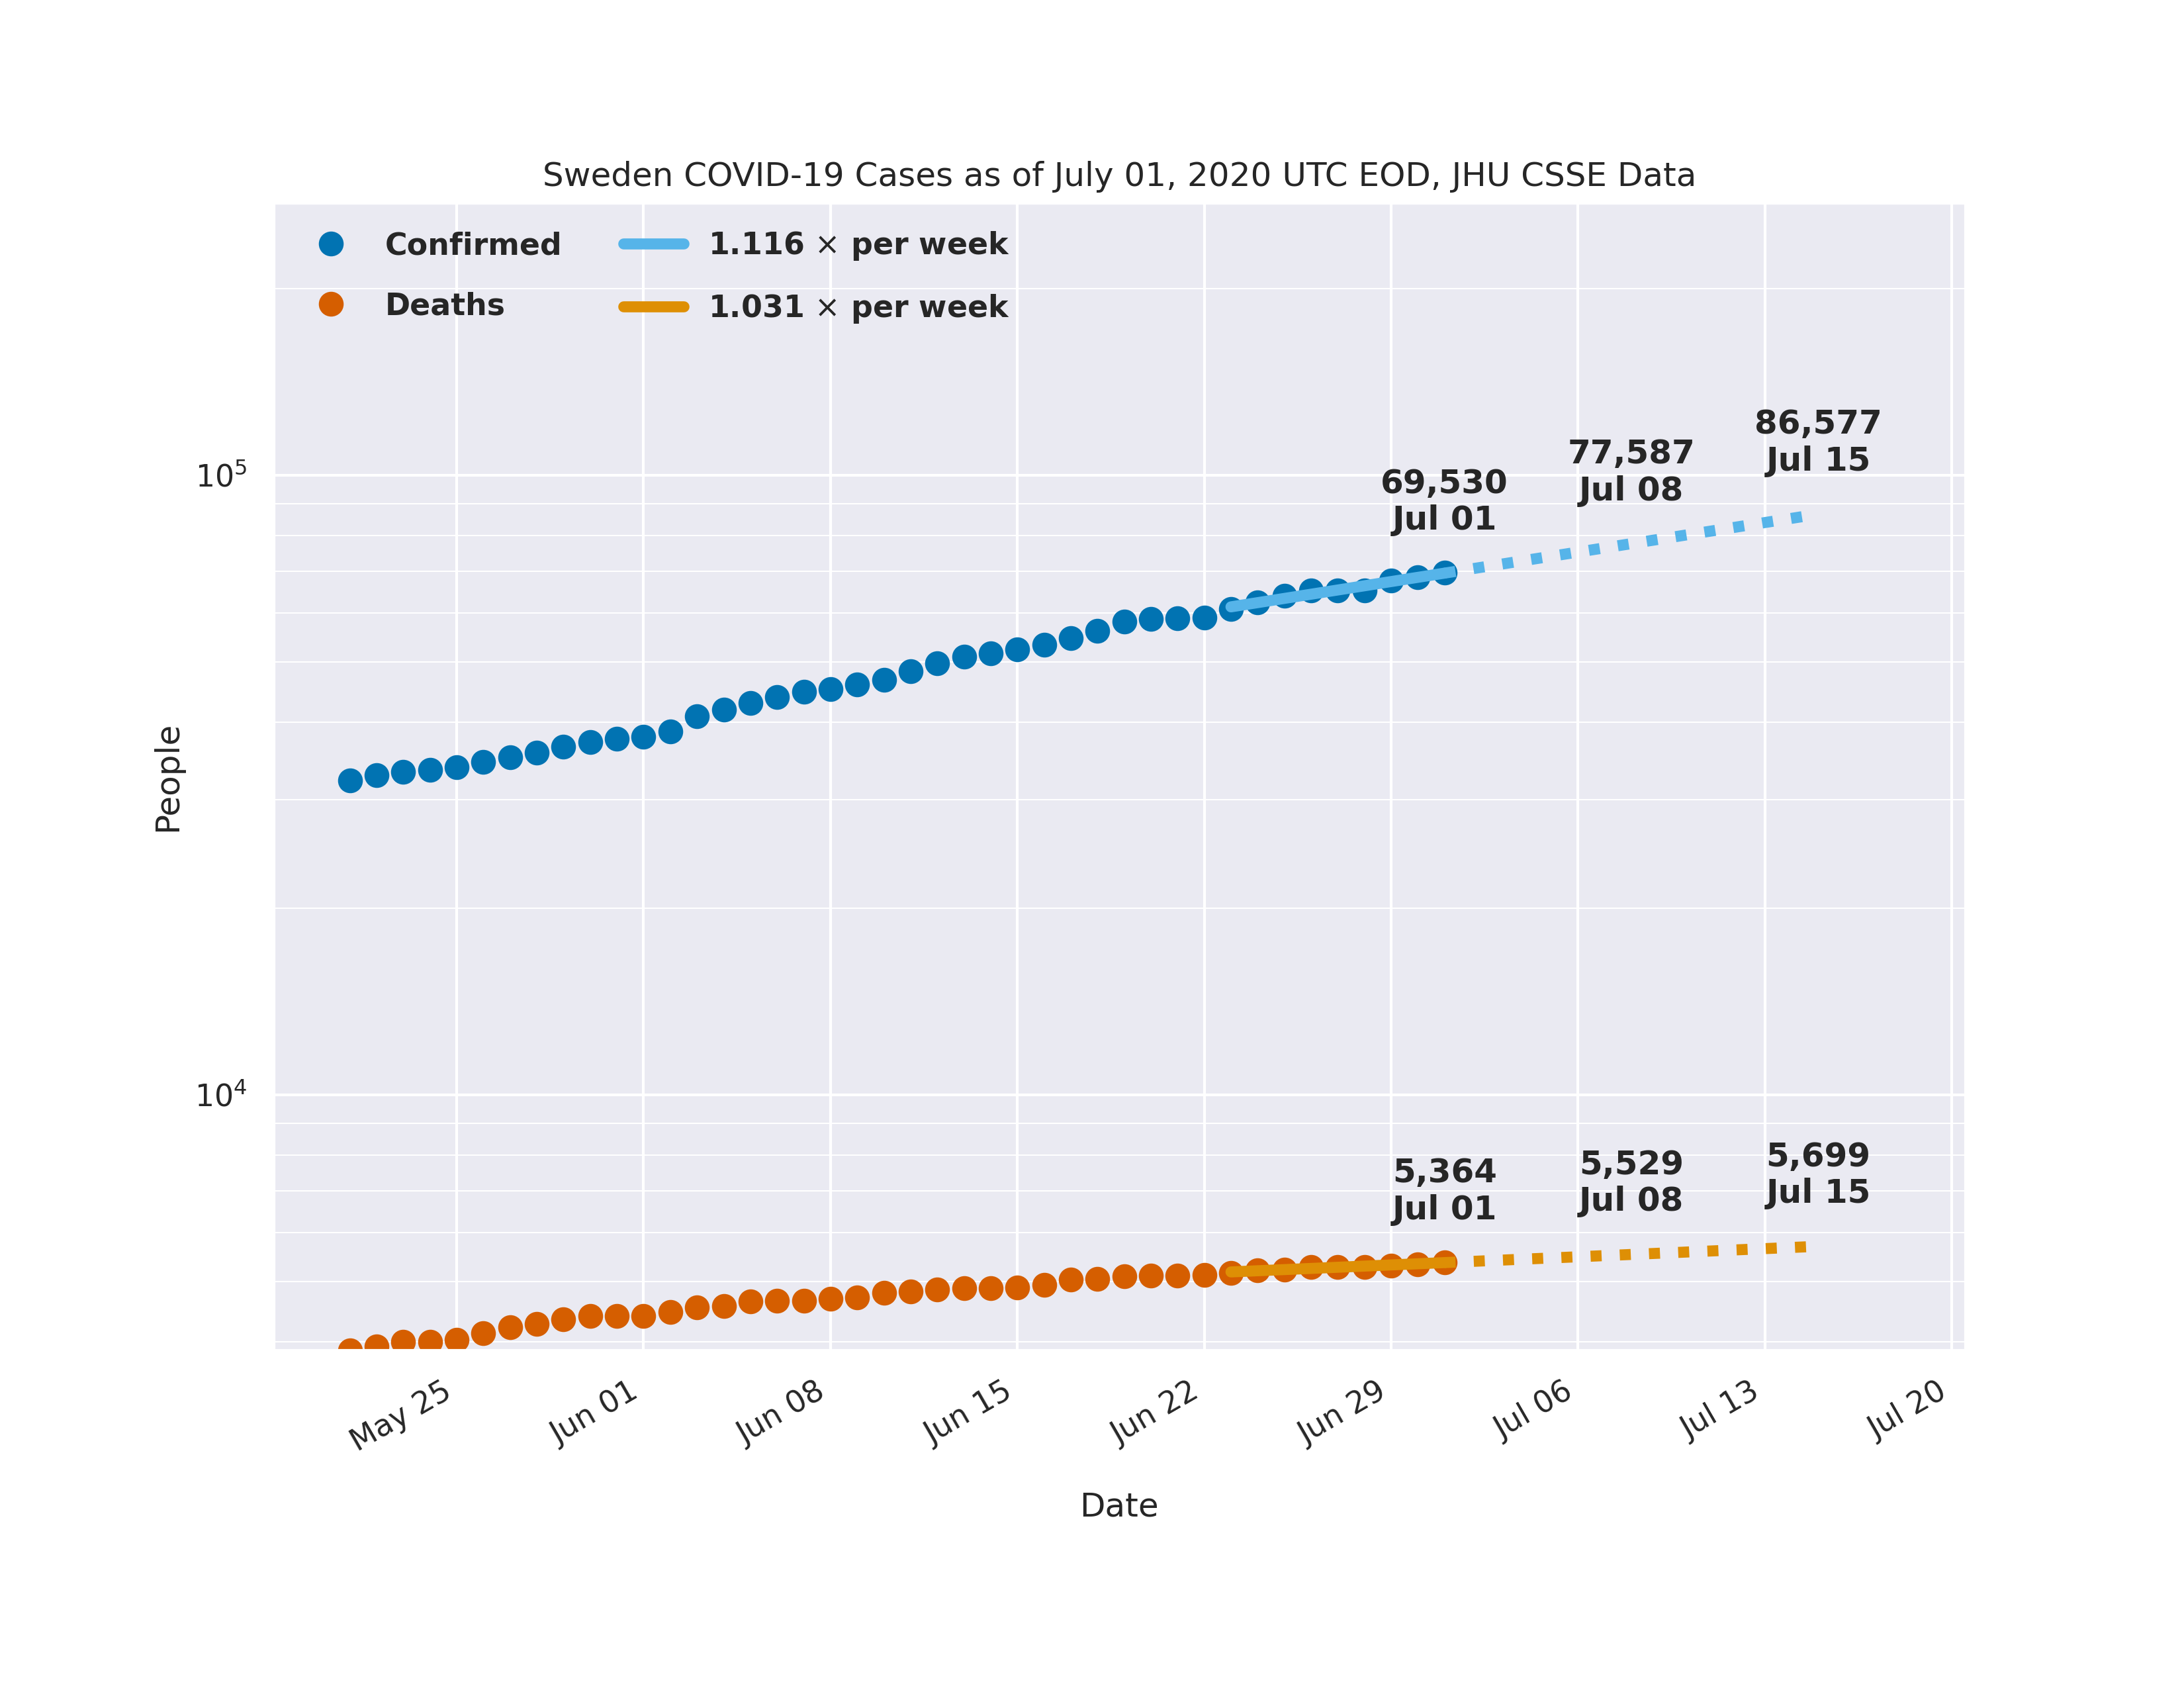 Sweden COVID-19 Cases as of July 01, 2020 UTC EOD, JHU CSSE Data
Confirmed
Deaths
1.116 × per week
1.031 × per week
86,577
Jul 15
77,587
Jul 08
69,530
Jul 01
10⁵
People
10⁴
5,364
Jul 01
5,529
Jul 08
5,699
Jul 15
May 25
Jun 01
Jun 08
Jun 15
Jun 22
Jun 29
Jul 06
Jul 13
Jul 20
Date